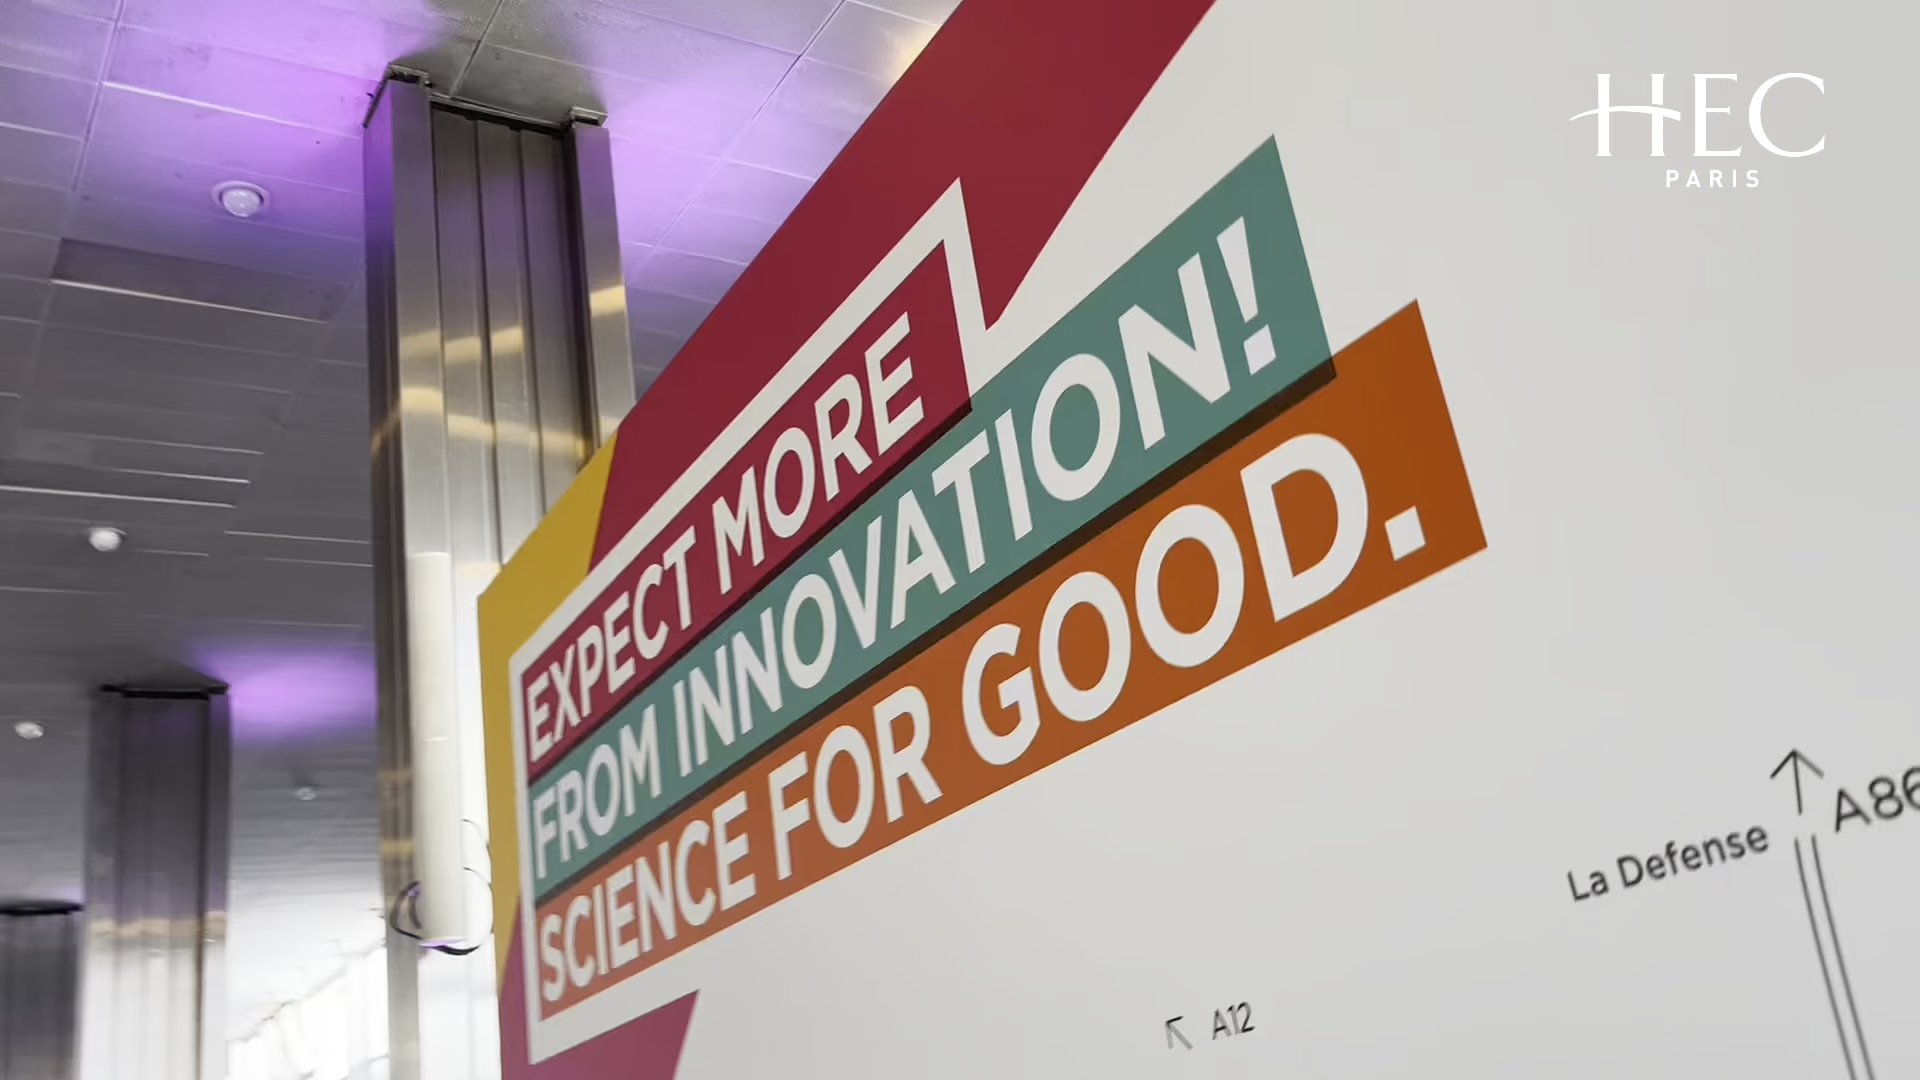 HEC
PARIS
EXPECT MORE
FROM INNOVATION!
SCIENCE FOR GOOD.
La Defense
A86
A12